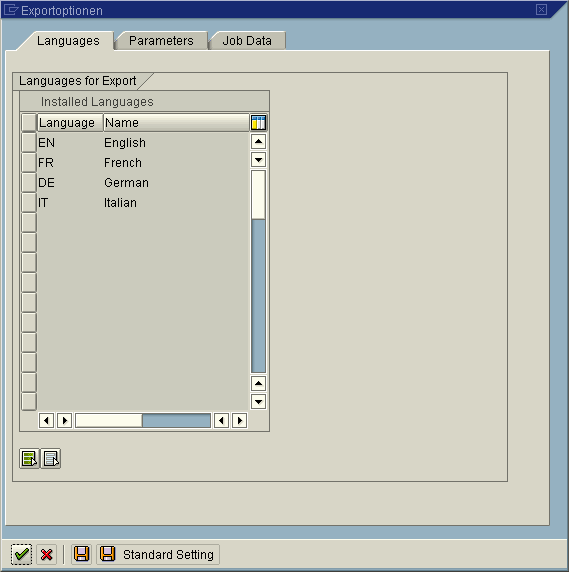 Exportoptionen
Languages Parameters Job Data
Languages for Export
Installed Languages
Language Name
EN English
FR French
DE German
IT Italian
Standard Setting